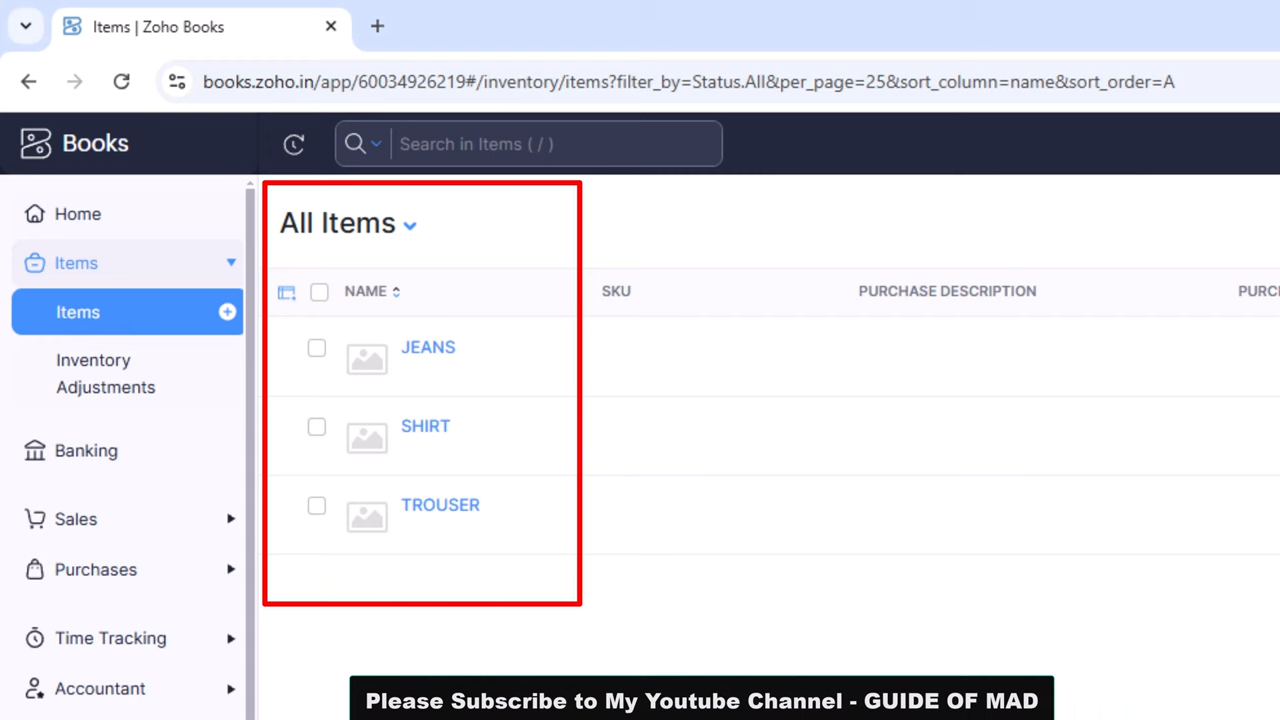 Items | Zoho Books
books.zoho.in/app/60034926219#/inventory/items?filter_by=Status.All&per_page=25&sort_column=name&sort_order=A
Books
Search in Items ( / )
Home
Items
Items
Inventory
Adjustments
Banking
Sales
Purchases
Time Tracking
Accountant
All Items
NAME SKU PURCHASE DESCRIPTION PURC
JEANS
SHIRT
TROUSER
Please Subscribe to My Youtube Channel - GUIDE OF MAD